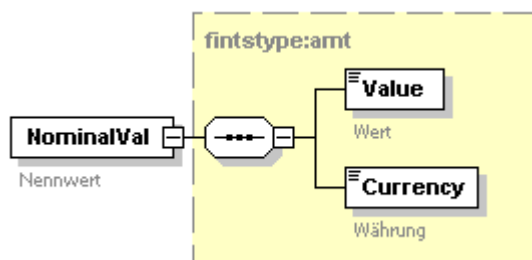 fintstype:amt
Value
Wert
NominalVal
Nennwert
Currency
Währung